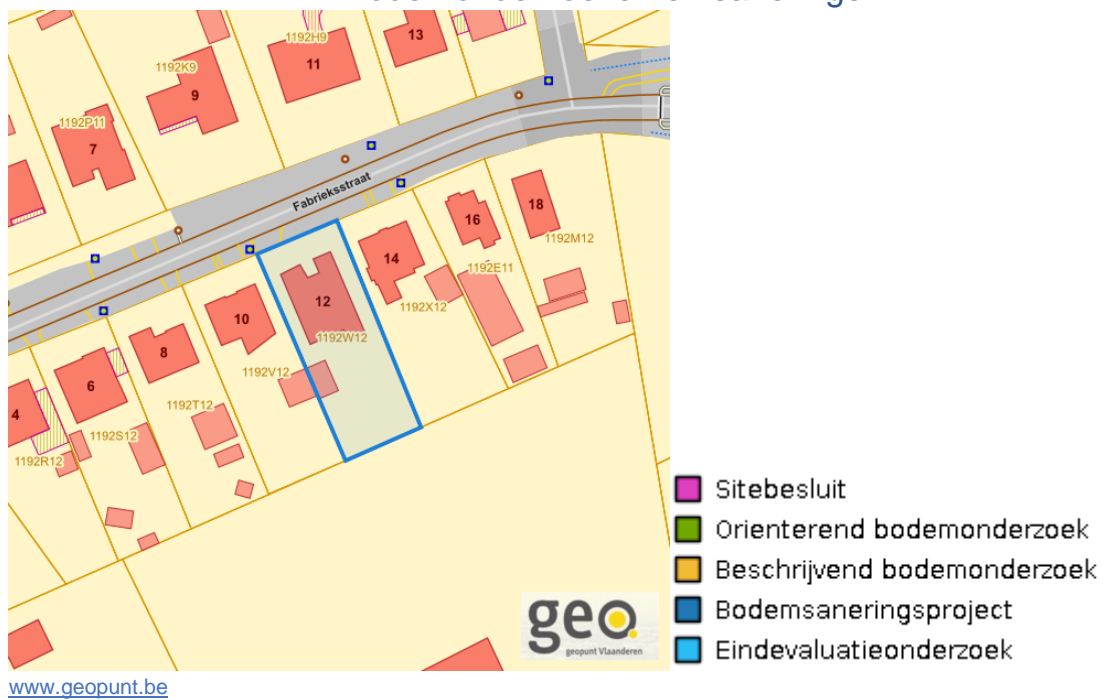 1192H9
13
11
1192K9
9
1192P11
7
Fabrieksstraat
18
16
1192M12
14
1192E11
12
1192X12
10
1192W12
8
1192V12
6
1192T12
4
1192S12
1192R12
geo
geopunt Vlaanderen
Sitebesluit
Orienterend bodemonderzoek
Beschrijvend bodemonderzoek
Bodemsaneringsproject
Eindevaluatieonderzoek
www.geopunt.be